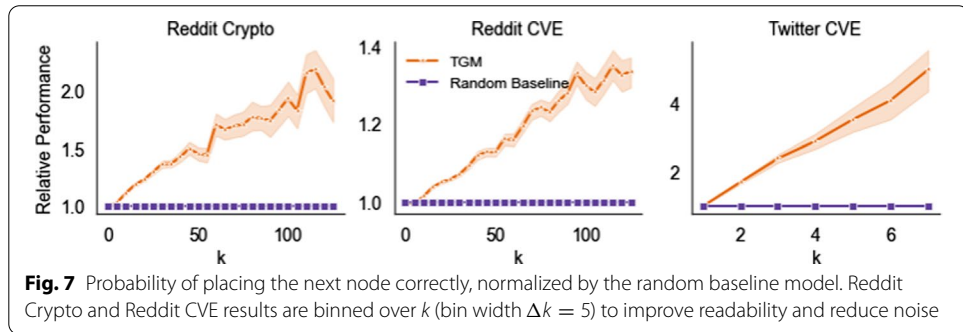 Reddit Crypto
Reddit CVE
Twitter CVE
Relative Performance
2.0
1.5
1.0
0
50
100
k
1.4
1.2
1.0
TGM
Random Baseline
0
50
100
k
4
2
2
4
6
k
Fig. 7 Probability of placing the next node correctly, normalized by the random baseline model. Reddit
Crypto and Reddit CVE results are binned over k (bin width Δk = 5) to improve readability and reduce noise